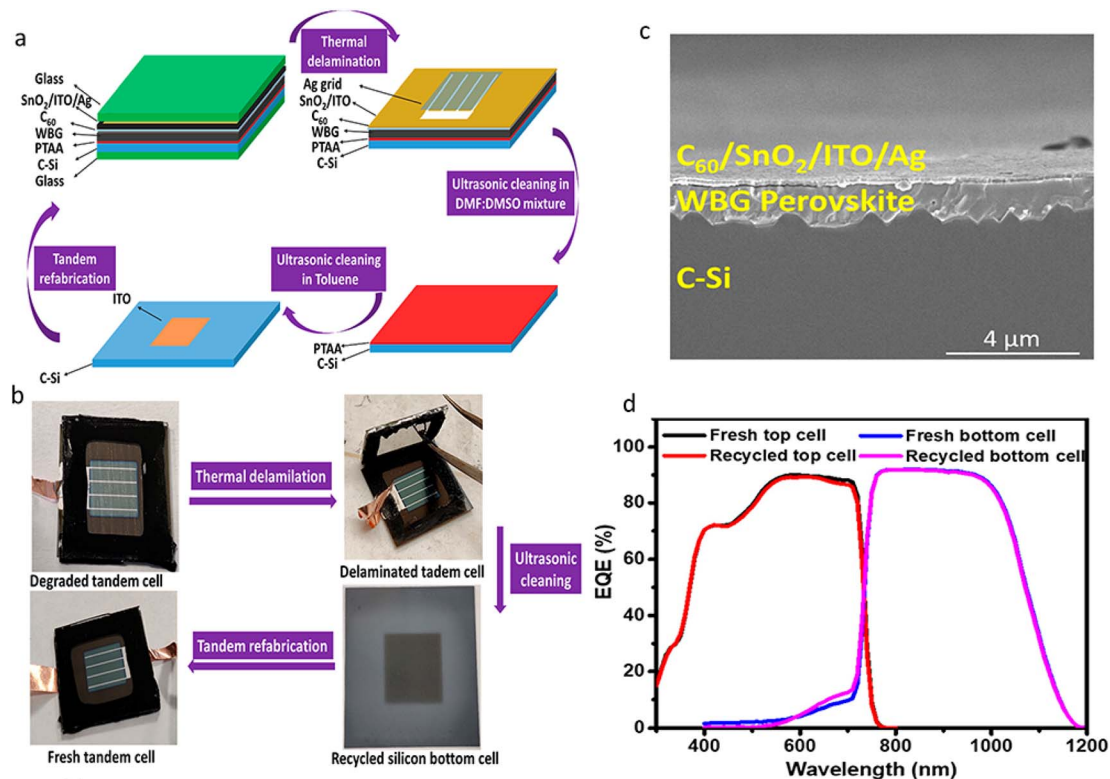 a
Thermal
delamination
Glass
SnO₂/ITO/Ag
C₆₀
WBG
PTAA
C-Si
Glass
Ag grid
SnO₂/ITO
C₆₀
WBG
PTAA
C-Si
Ultrasonic cleaning in
DMF:DMSO mixture
Tandem
refabrication
Ultrasonic cleaning
in Toluene
ITO
C-Si
PTAA
C-Si
b
Thermal delamilation
Degraded tandem cell
Delaminated tadem cell
Ultrasonic
cleaning
Tandem refabrication
Fresh tandem cell
Recycled silicon bottom cell
c
C₆₀/SnO₂/ITO/Ag
WBG Perovskite
C-Si
4 μm
d
Fresh top cell
Fresh bottom cell
Recycled top cell
Recycled bottom cell
EQE (%)
100
80
60
40
20
0
400
600
800
1000
1200
Wavelength (nm)